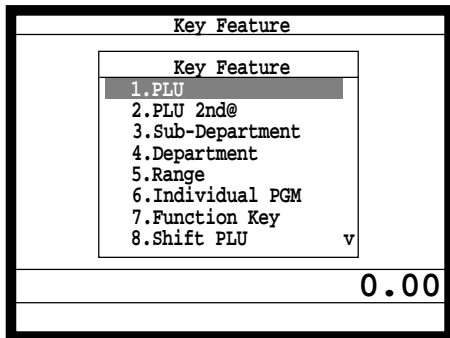 Key Feature
Key Feature
1.PLU
2.PLU 2nd@
3.Sub-Department
4.Department
5.Range
6.Individual PGM
7.Function Key
8.Shift PLU v
0.00